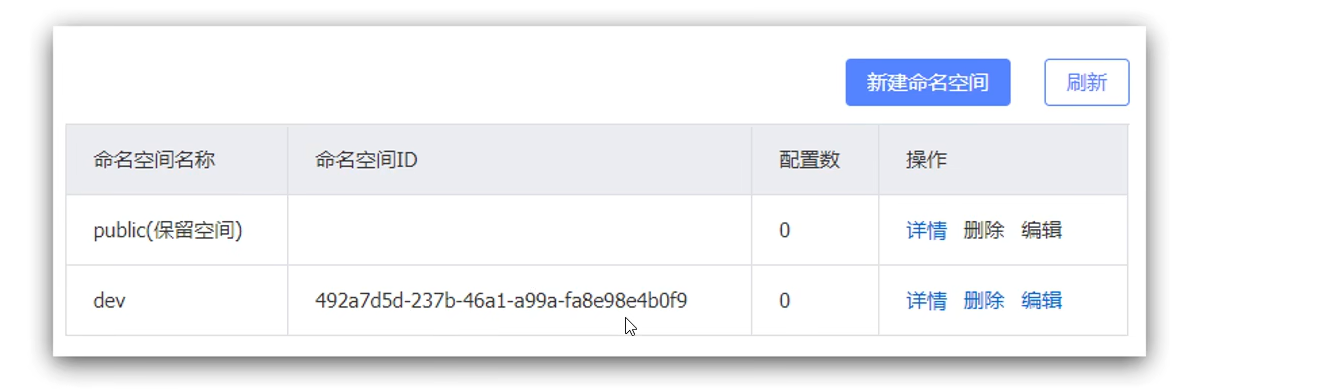 新建命名空间 刷新
命名空间名称 命名空间ID 配置数 操作
public(保留空间) 0 详情 删除 编辑
dev 492a7d5d-237b-46a1-a99a-fa8e98e4b0f9 0 详情 删除 编辑